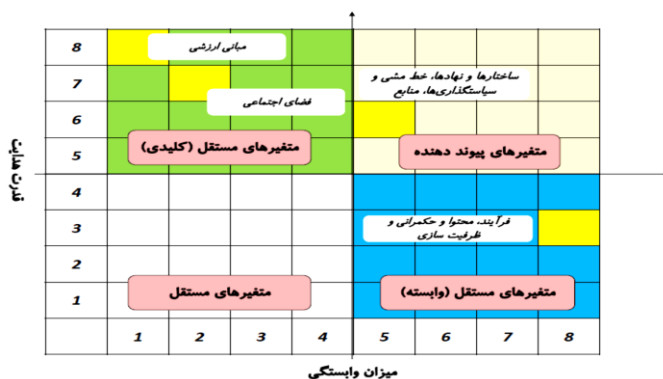 8
مبانی ارزشی
7
ساختارها و نهادها، خط مشی و
سیاستگذاری‌ها، منابع
فضای اجتماعی
6
متغیرهای مستقل (کلیدی)
متغیرهای پیوند دهنده
5
قدرت هدایت
4
3
فرآیند، محتوا و حکمرانی و
ظرفیت سازی
2
متغیرهای مستقل
متغیرهای مستقل (وابسته)
1
1 2 3 4 5 6 7 8
میزان وابستگی